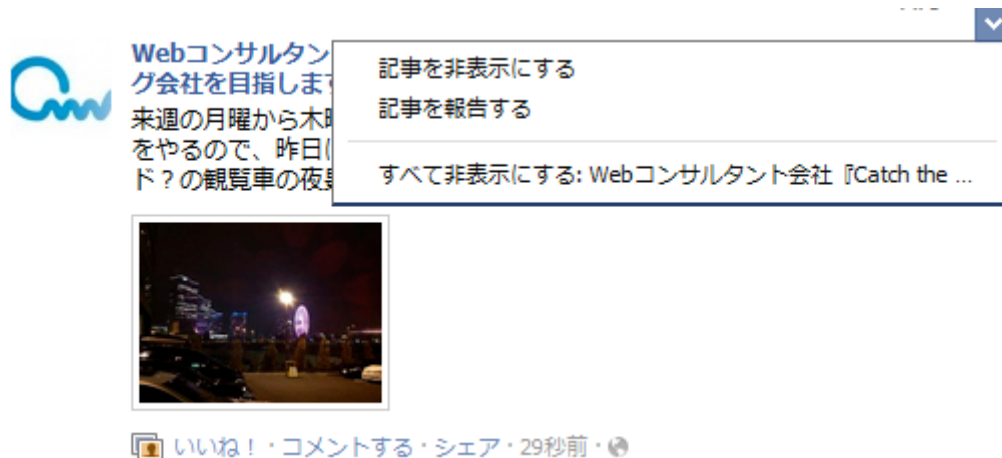 Webコンサルタン
グ会社を目指します
来週の月曜から木曜
をやるので、昨日
ド？の観覧車の夜景
記事を非表示にする
記事を報告する
すべて非表示にする: Webコンサルタント会社『Catch the ...
いいね！・コメントする・シェア・29秒前・